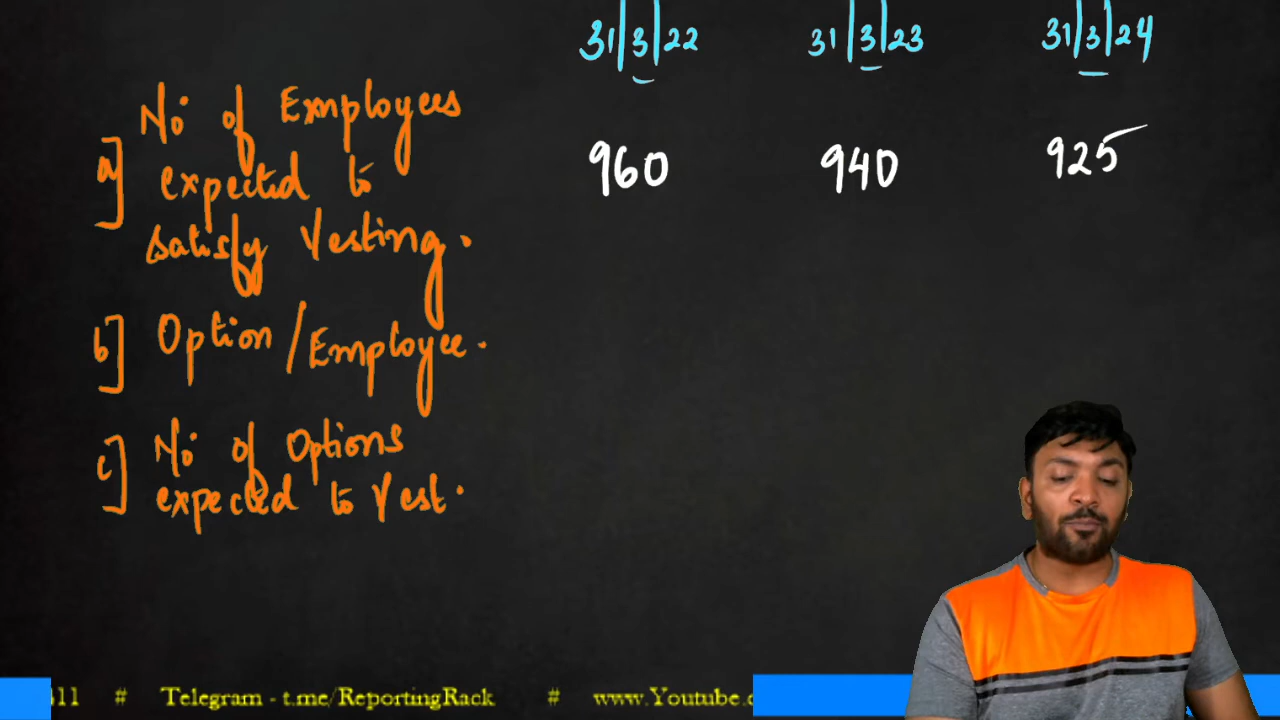 31|3|22 31|3|23 31|3|24
a] No of Employees
expected to
satisfy Vesting.
960 940 925
b] Option/Employee.
c] No of Options
expected to Vest.
411 # Telegram - t.me/ReportingRack # www.Youtube.c